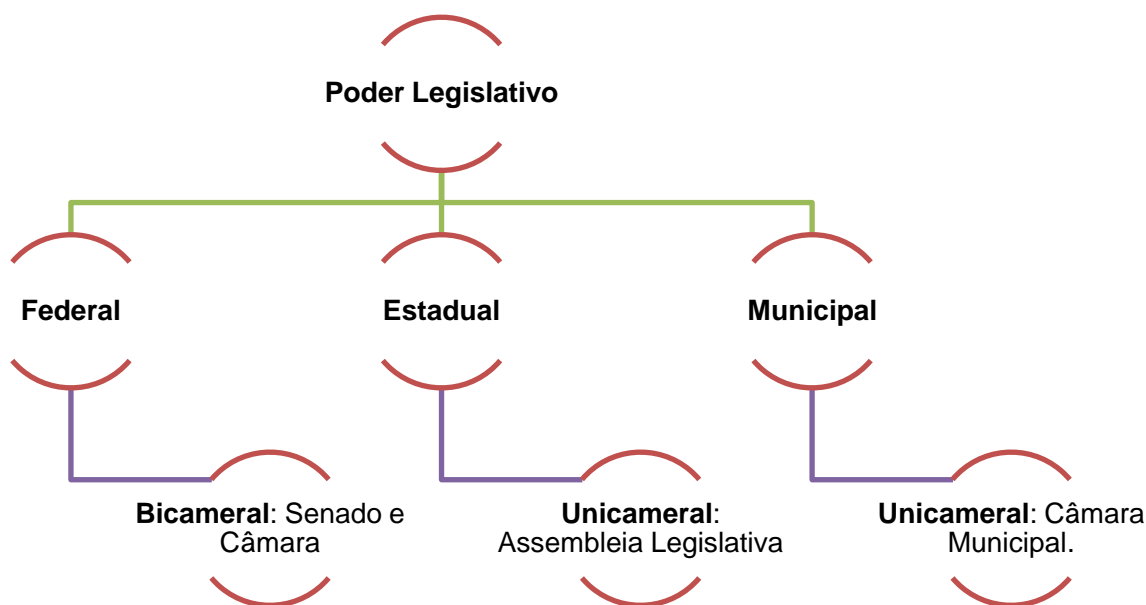 Poder Legislativo
Federal
Estadual
Municipal
Bicameral: Senado e
Câmara
Unicameral:
Assembleia Legislativa
Unicameral: Câmara
Municipal.